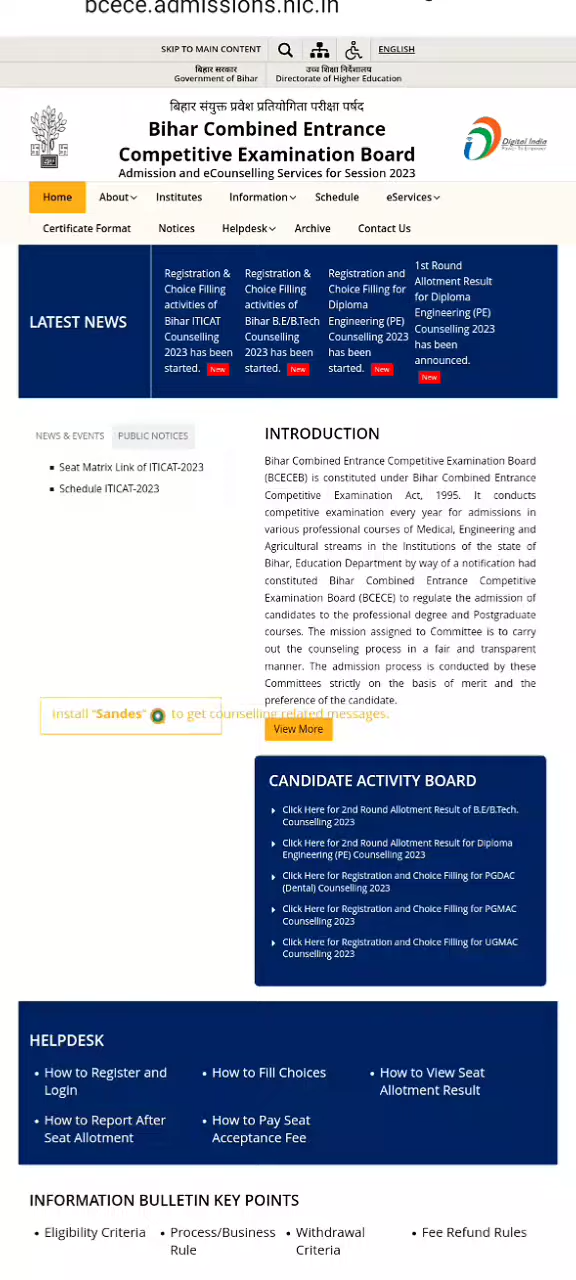 bcece.admissions.nic.in
SKIP TO MAIN CONTENT
ENGLISH
बिहार सरकार
Government of Bihar
उच्च शिक्षा निदेशालय
Directorate of Higher Education
बिहार संयुक्त प्रवेश प्रतियोगिता परीक्षा पर्षद
Bihar Combined Entrance
Competitive Examination Board
Admission and eCounselling Services for Session 2023
Digital India
Home
About
Institutes
Information
Schedule
eServices
Certificate Format
Notices
Helpdesk
Archive
Contact Us
LATEST NEWS
Registration &
Choice Filling
activities of
Bihar ITICAT
Counselling
2023 has been
started. New
Registration &
Choice Filling
activities of
Bihar B.E/B.Tech
Counselling
2023 has been
started. New
Registration and
Choice Filling for
Diploma
Engineering (PE)
Counselling 2023
has been
started. New
1st Round
Allotment Result
for Diploma
Engineering (PE)
Counselling 2023
has been
announced.
New
NEWS & EVENTS
PUBLIC NOTICES
Seat Matrix Link of ITICAT-2023
Schedule ITICAT-2023
Install "Sandes" to get counselling related messages.
INTRODUCTION
Bihar Combined Entrance Competitive Examination Board
(BCECEB) is constituted under Bihar Combined Entrance
Competitive Examination Act, 1995. It conducts
competitive examination every year for admissions in
various professional courses of Medical, Engineering and
Agricultural streams in the Institutions of the state of
Bihar, Education Department by way of a notification had
constituted Bihar Combined Entrance Competitive
Examination Board (BCECE) to regulate the admission of
candidates to the professional degree and Postgraduate
courses. The mission assigned to Committee is to carry
out the counseling process in a fair and transparent
manner. The admission process is conducted by these
Committees strictly on the basis of merit and the
preference of the candidate.
View More
CANDIDATE ACTIVITY BOARD
Click Here for 2nd Round Allotment Result of B.E/B.Tech.
Counselling 2023
Click Here for 2nd Round Allotment Result for Diploma
Engineering (PE) Counselling 2023
Click Here for Registration and Choice Filling for PGDAC
(Dental) Counselling 2023
Click Here for Registration and Choice Filling for PGMAC
Counselling 2023
Click Here for Registration and Choice Filling for UGMAC
Counselling 2023
HELPDESK
How to Register and
Login
How to Fill Choices
How to View Seat
Allotment Result
How to Report After
Seat Allotment
How to Pay Seat
Acceptance Fee
INFORMATION BULLETIN KEY POINTS
Eligibility Criteria
Process/Business
Rule
Withdrawal
Criteria
Fee Refund Rules